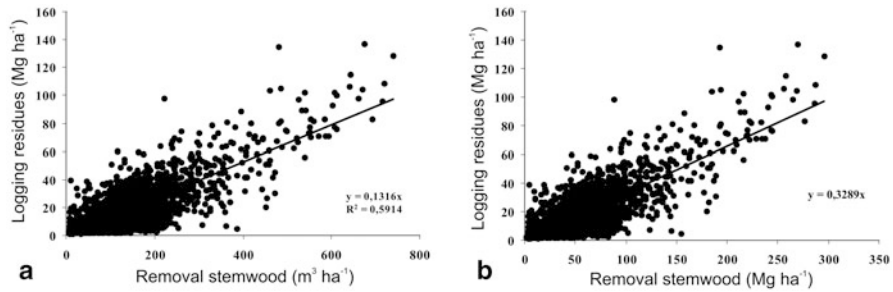 Logging residues (Mg ha⁻¹)
160
140
120
100
80
60
40
20
0
y = 0,1316x
R² = 0,5914
0 200 400 600 800
a
Removal stemwood (m³ ha⁻¹)
Logging residues (Mg ha⁻¹)
160
140
120
100
80
60
40
20
0
y = 0,3289x
0 50 100 150 200 250 300 350
b
Removal stemwood (Mg ha⁻¹)